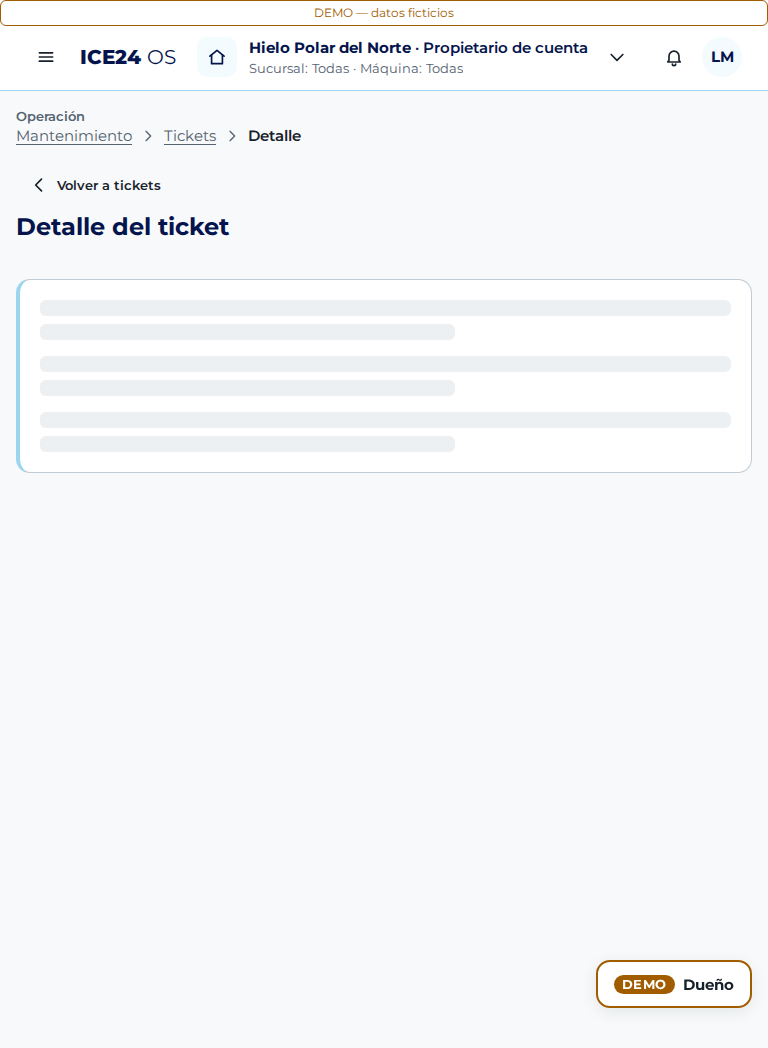 DEMO — datos ficticios
ICE24 OS
Hielo Polar del Norte · Propietario de cuenta
Sucursal: Todas · Máquina: Todas
LM
Operación
Mantenimiento > Tickets > Detalle
Volver a tickets
Detalle del ticket
DEMO Dueño